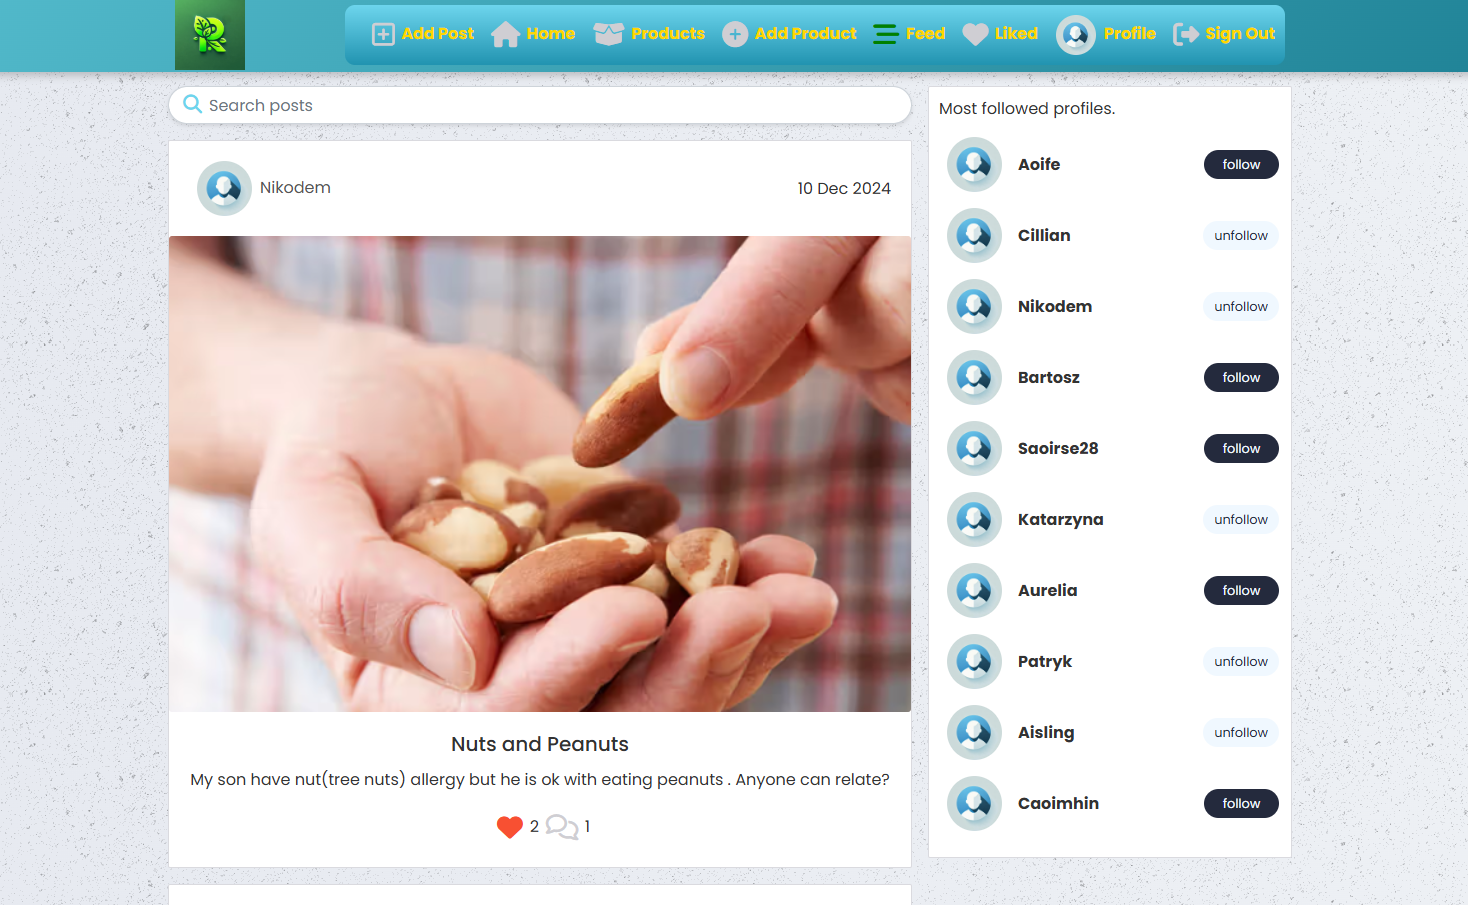 Add Post Home Products Add Product Feed Liked Profile Sign Out
Search posts
Nikodem 10 Dec 2024
Nuts and Peanuts
My son have nut(tree nuts) allergy but he is ok with eating peanuts . Anyone can relate?
2 1
Most followed profiles.
Aoife follow
Cillian unfollow
Nikodem unfollow
Bartosz follow
Saoirse28 follow
Katarzyna unfollow
Aurelia follow
Patryk unfollow
Aisling unfollow
Caoimhin follow